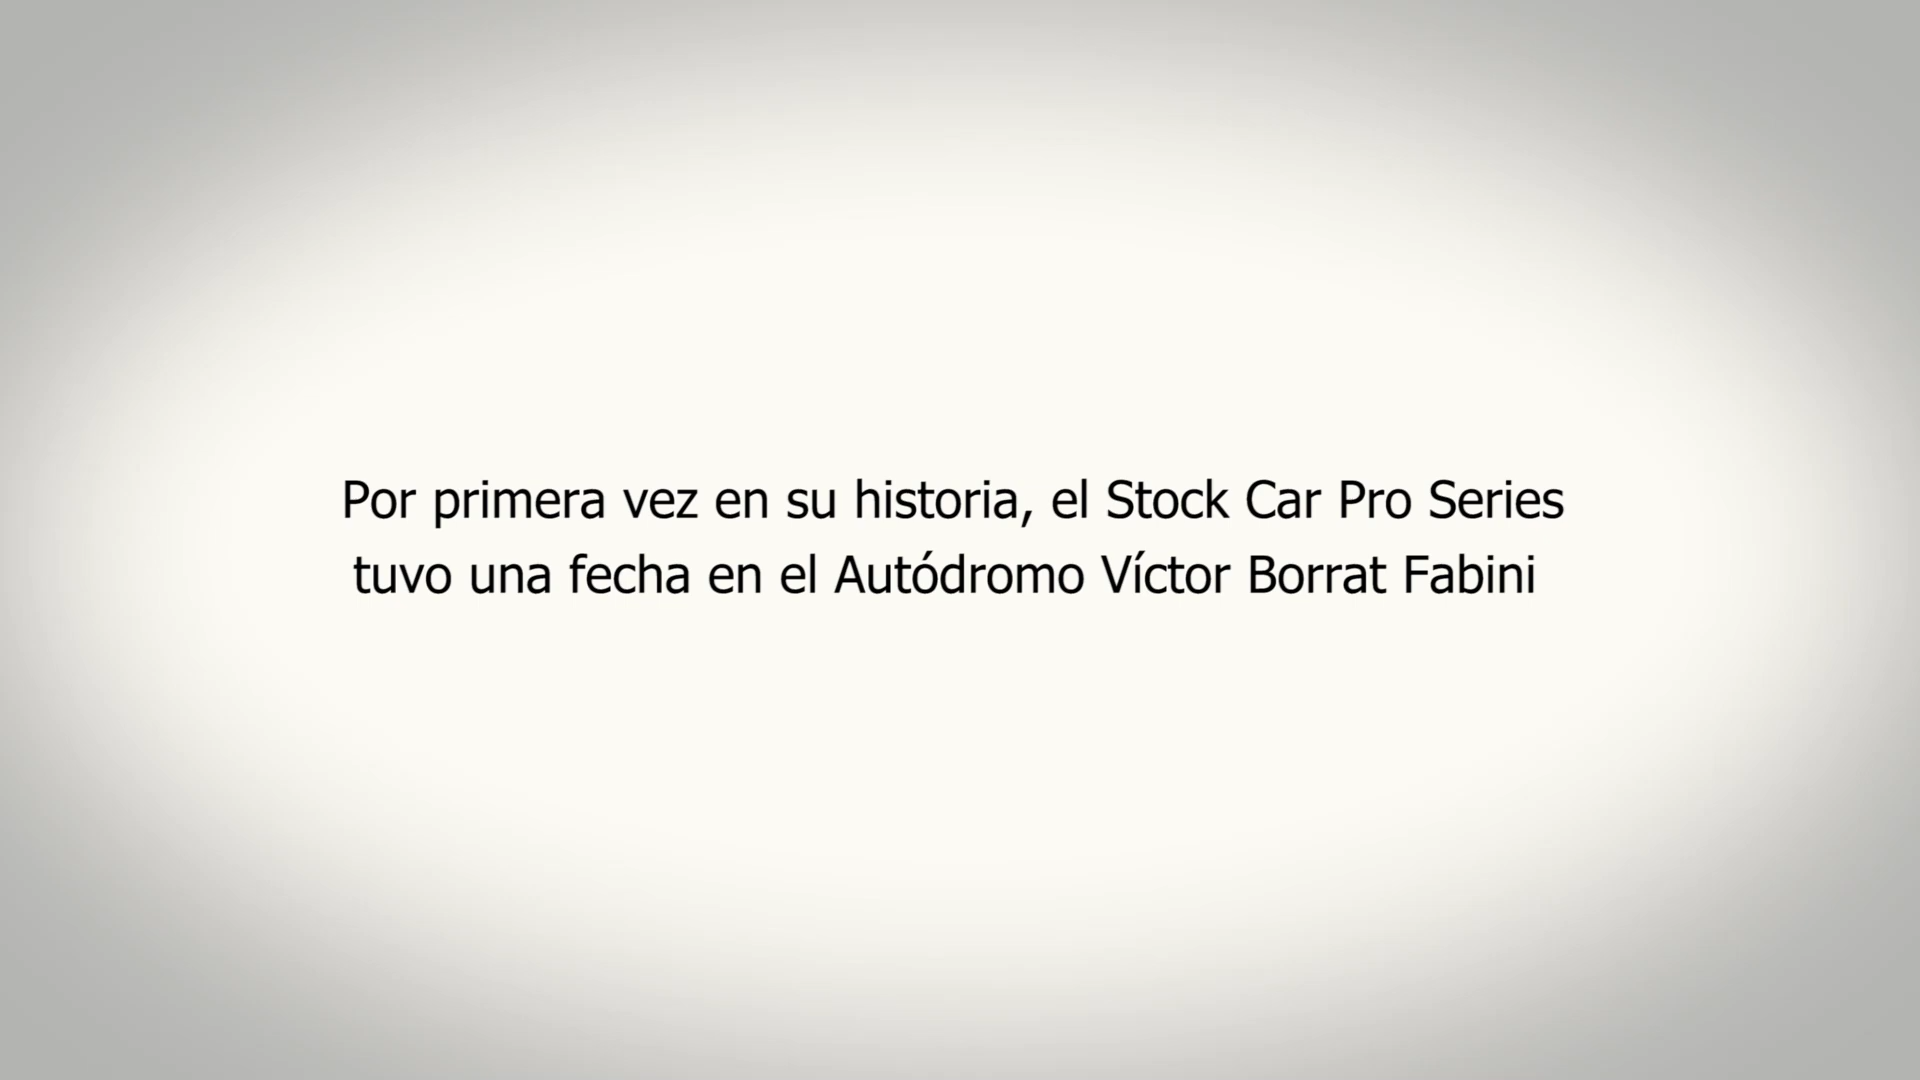 Por primera vez en su historia, el Stock Car Pro Series
tuvo una fecha en el Autódromo Víctor Borrat Fabini